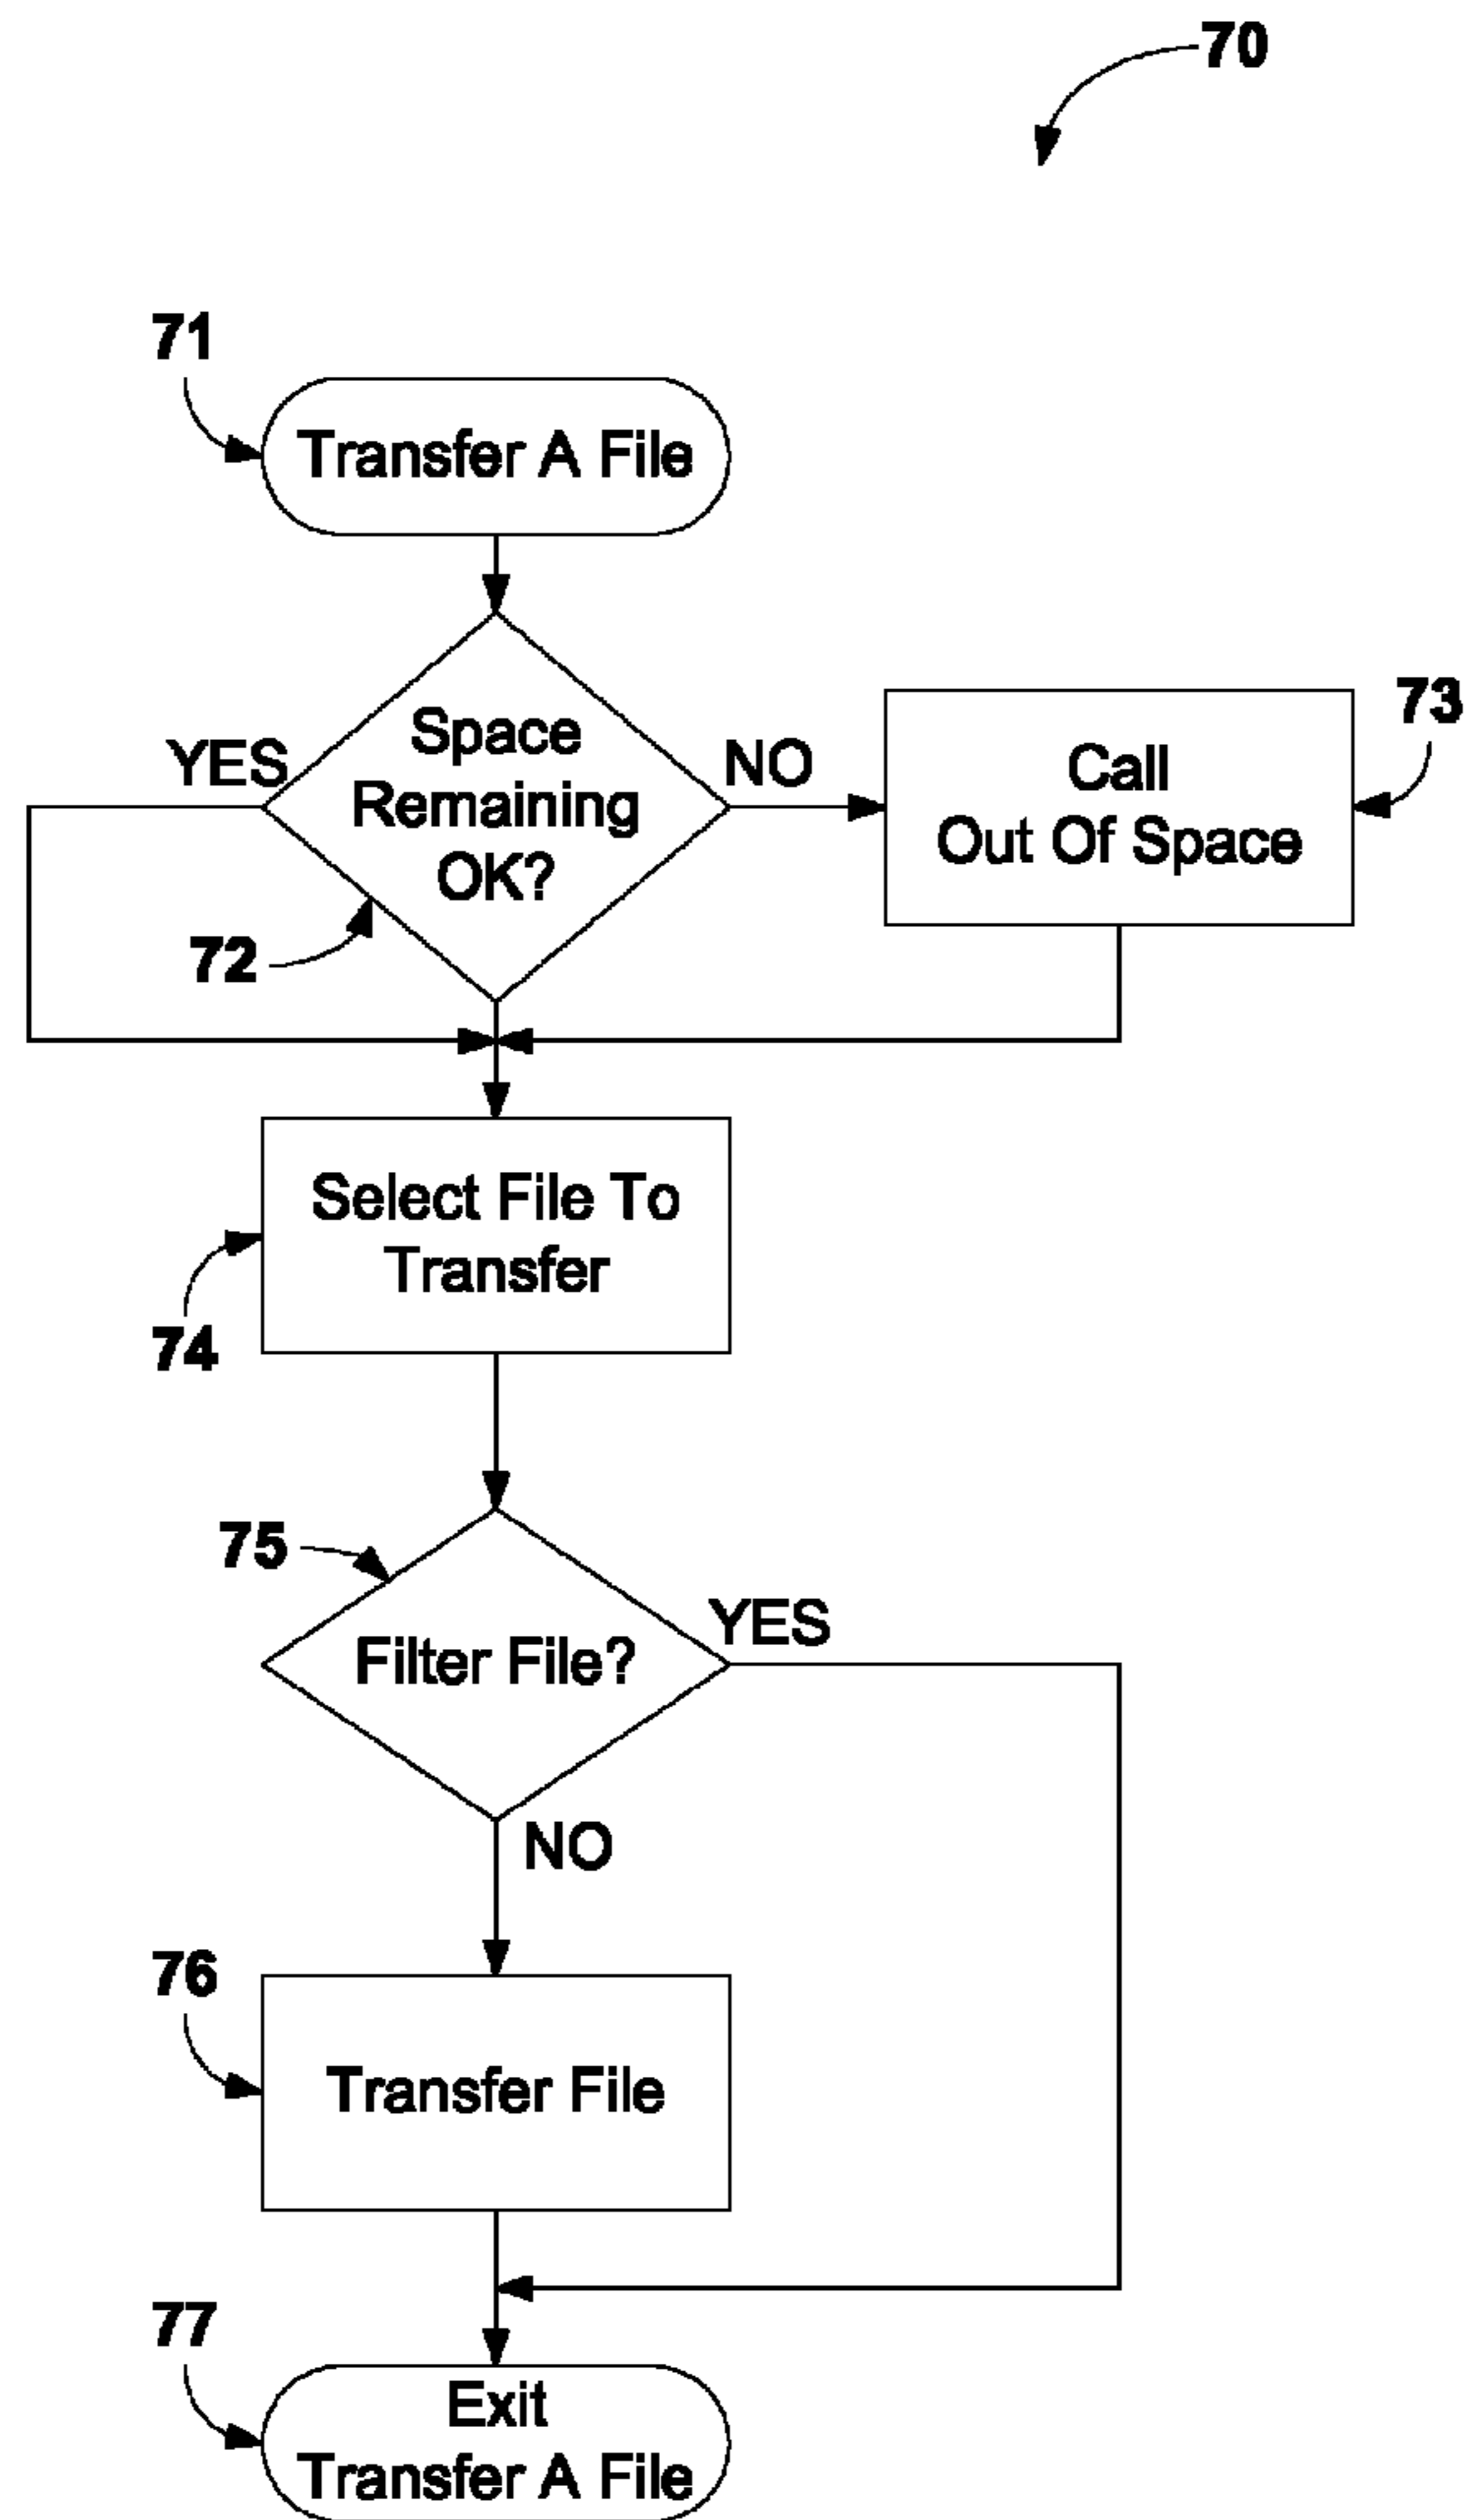 70
71
Transfer A File
Space
Remaining
OK?
YES
NO
72
Call
Out Of Space
73
Select File To
Transfer
74
75
Filter File?
YES
NO
76
Transfer File
77
Exit
Transfer A File